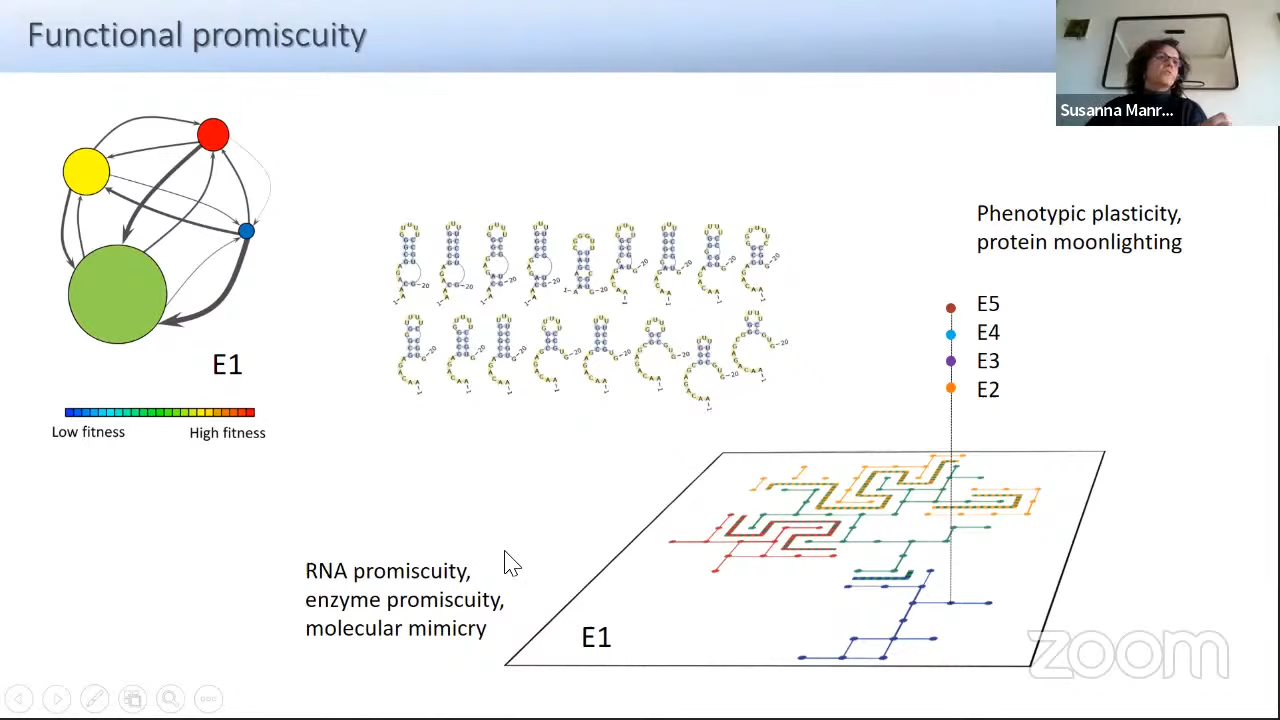 Functional promiscuity
Susanna Manr...
Phenotypic plasticity,
protein moonlighting
E5
E4
E3
E2
E1
Low fitness
High fitness
RNA promiscuity,
enzyme promiscuity,
molecular mimicry
E1
zoom